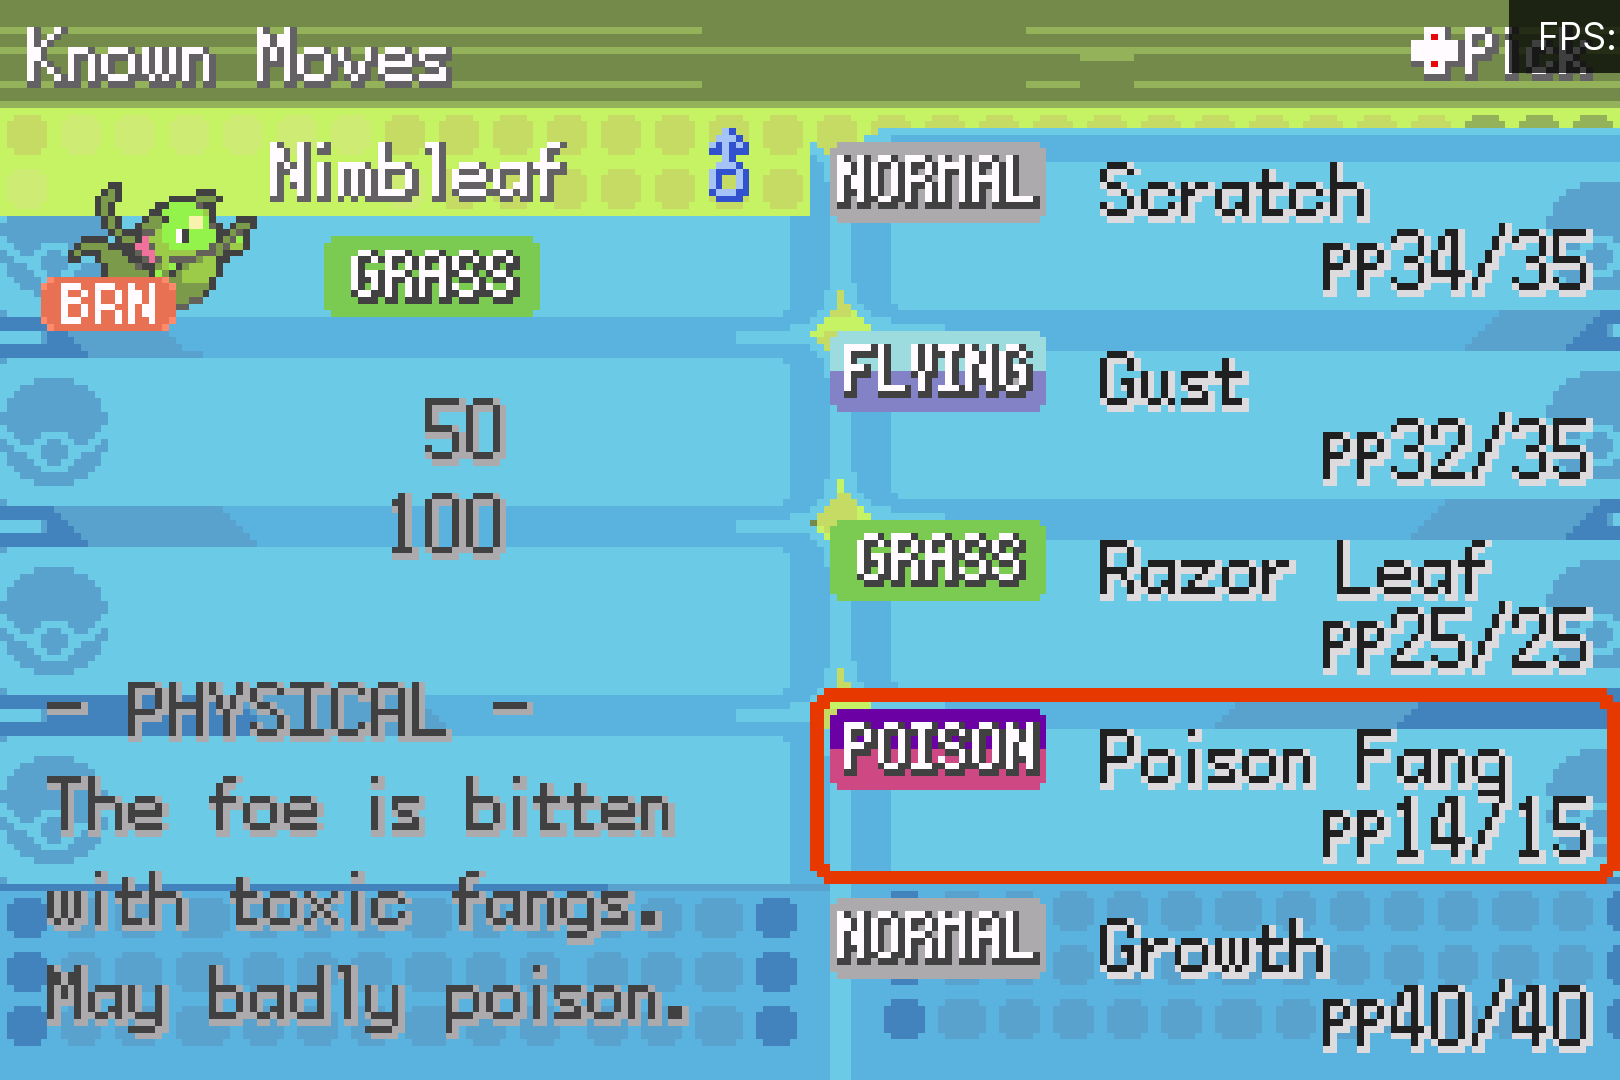 Known Moves
Pick
FPS:
Nimbleaf
GRASS
BRN
50
100
- PHYSICAL -
The foe is bitten
with toxic fangs.
May badly poison.
NORMAL Scratch
PP34/35
FLYING Gust
PP32/35
GRASS Razor Leaf
PP25/25
POISON Poison Fang
PP14/15
NORMAL Growth
PP40/40